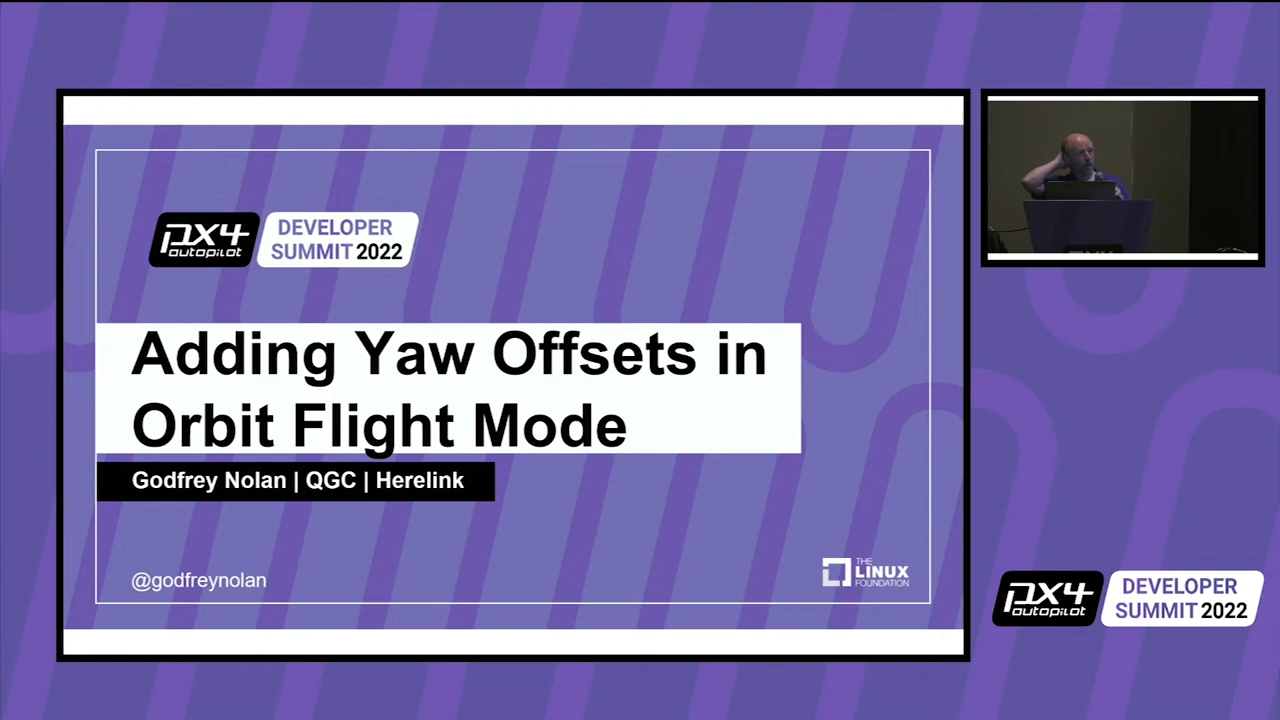 PX4
autopilot
DEVELOPER
SUMMIT 2022
Adding Yaw Offsets in
Orbit Flight Mode
Godfrey Nolan | QGC | Herelink
@godfreynolan
THE
LINUX
FOUNDATION
PX4
autopilot
DEVELOPER
SUMMIT 2022